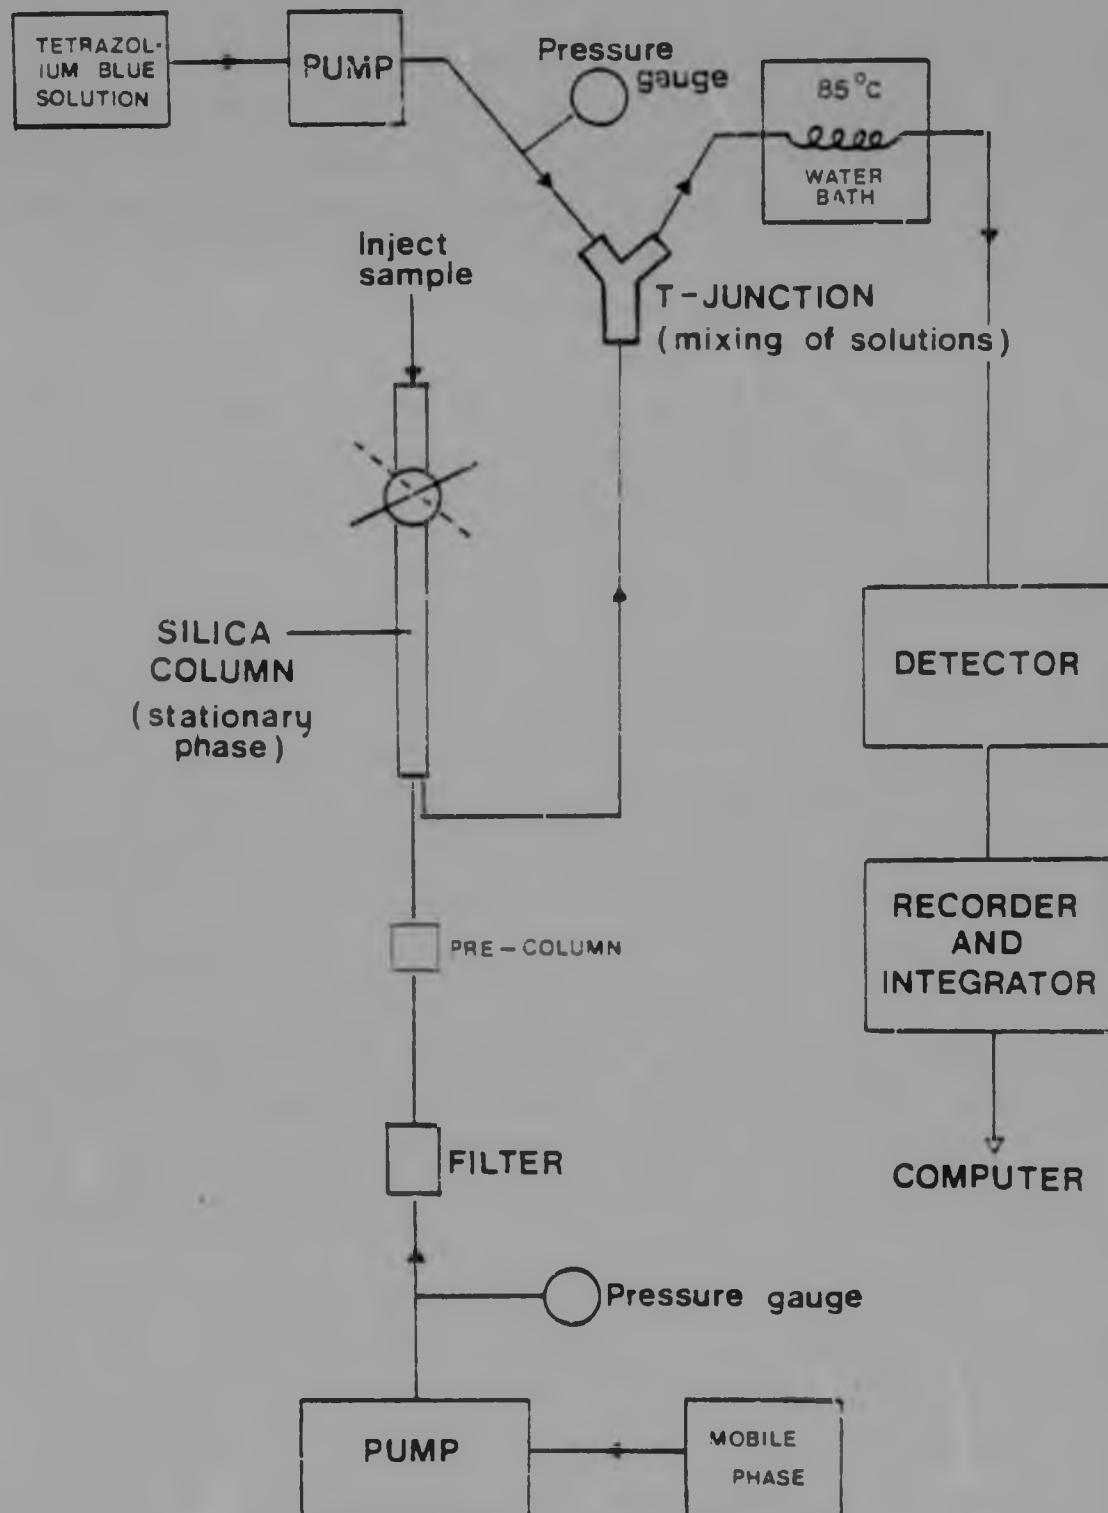 TETRAZOL-
IUM BLUE
SOLUTION
PUMP
Pressure
gauge
85°C
WATER
BATH
Inject
sample
T-JUNCTION
(mixing of solutions)
SILICA
COLUMN
(stationary
phase)
DETECTOR
PRE-COLUMN
RECORDER
AND
INTEGRATOR
FILTER
COMPUTER
Pressure gauge
PUMP
MOBILE
PHASE